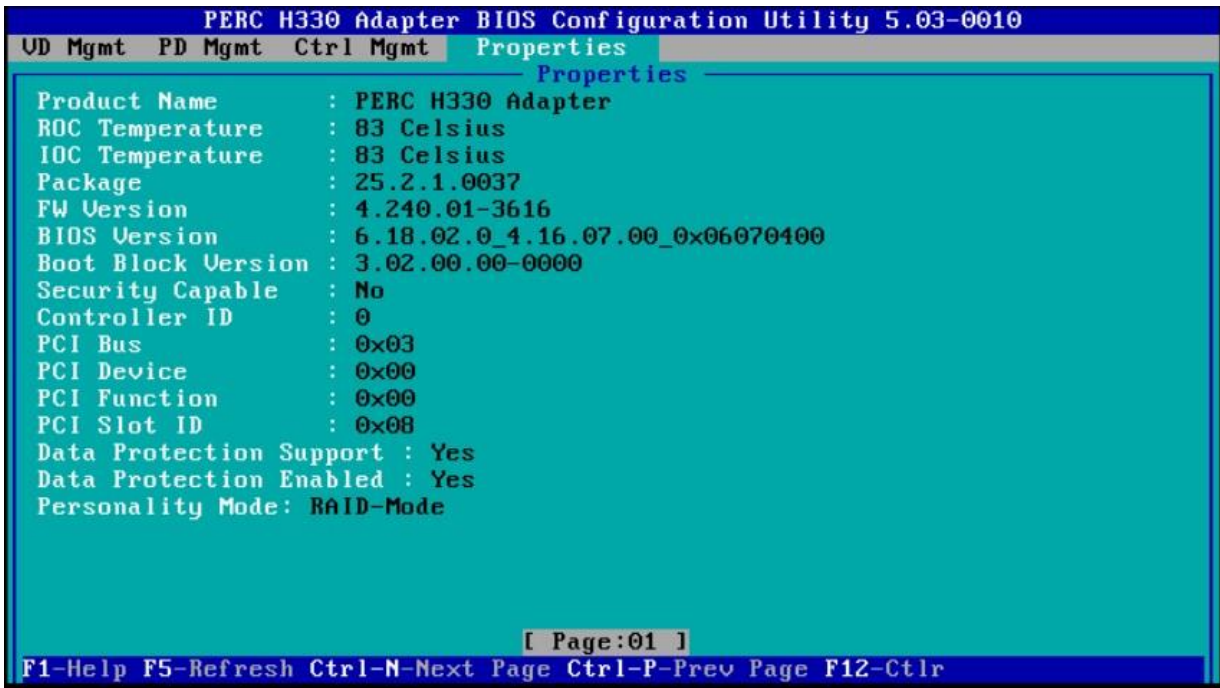 PERC H330 Adapter BIOS Configuration Utility 5.03-0010
VD Mgmt PD Mgmt Ctrl Mgmt Properties
Properties
Product Name : PERC H330 Adapter
ROC Temperature : 83 Celsius
IOC Temperature : 83 Celsius
Package : 25.2.1.0037
FW Version : 4.240.01-3616
BIOS Version : 6.18.02.0_4.16.07.00_0x06070400
Boot Block Version : 3.02.00.00-0000
Security Capable : No
Controller ID : 0
PCI Bus : 0x03
PCI Device : 0x00
PCI Function : 0x00
PCI Slot ID : 0x08
Data Protection Support : Yes
Data Protection Enabled : Yes
Personality Mode: RAID-Mode
[ Page:01 ]
F1-Help F5-Refresh Ctrl-N-Next Page Ctrl-P-Prev Page F12-Ctlr